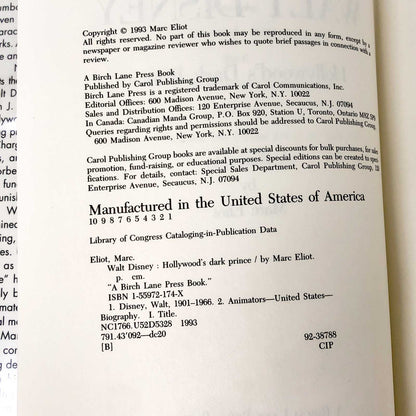 Copyright © 1993 Marc Eliot
All rights reserved. No part of this book may be reproduced in any form, except by a
newspaper or magazine reviewer who wishes to quote brief passages in connection with a
review.
A Birch Lane Press Book
Published by Carol Publishing Group
Birch Lane Press is a registered trademark of Carol Communications, Inc.
Editorial Offices: 600 Madison Avenue, New York, N.Y. 10022
Sales and Distribution Offices: 120 Enterprise Avenue, Secaucus, N.J. 07094
In Canada: Canadian Manda Group, P.O. Box 920, Station U, Toronto, Ontario M8Z 5P9
Queries regarding rights and permissions should be addressed to Carol Publishing Group,
600 Madison Avenue, New York, N.Y. 10022
Carol Publishing Group books are available at special discounts for bulk purchases, for sales
promotion, fund-raising, or educational purposes. Special editions can be created to speci-
fications. For details, contact: Special Sales Department, Carol Publishing Group, 120
Enterprise Avenue, Secaucus, N.J. 07094
Manufactured in the United States of America
10 9 8 7 6 5 4 3 2 1
Library of Congress Cataloging-in-Publication Data
Eliot, Marc.
Walt Disney : Hollywood's dark prince / by Marc Eliot.
p. cm.
"A Birch Lane Press Book."
ISBN 1-55972-174-X
1. Disney, Walt, 1901–1966. 2. Animators—United States—
Biography. I. Title.
NC1766.U52D5328 1993
791.43'092—dc20 92-38788
[B] CIP